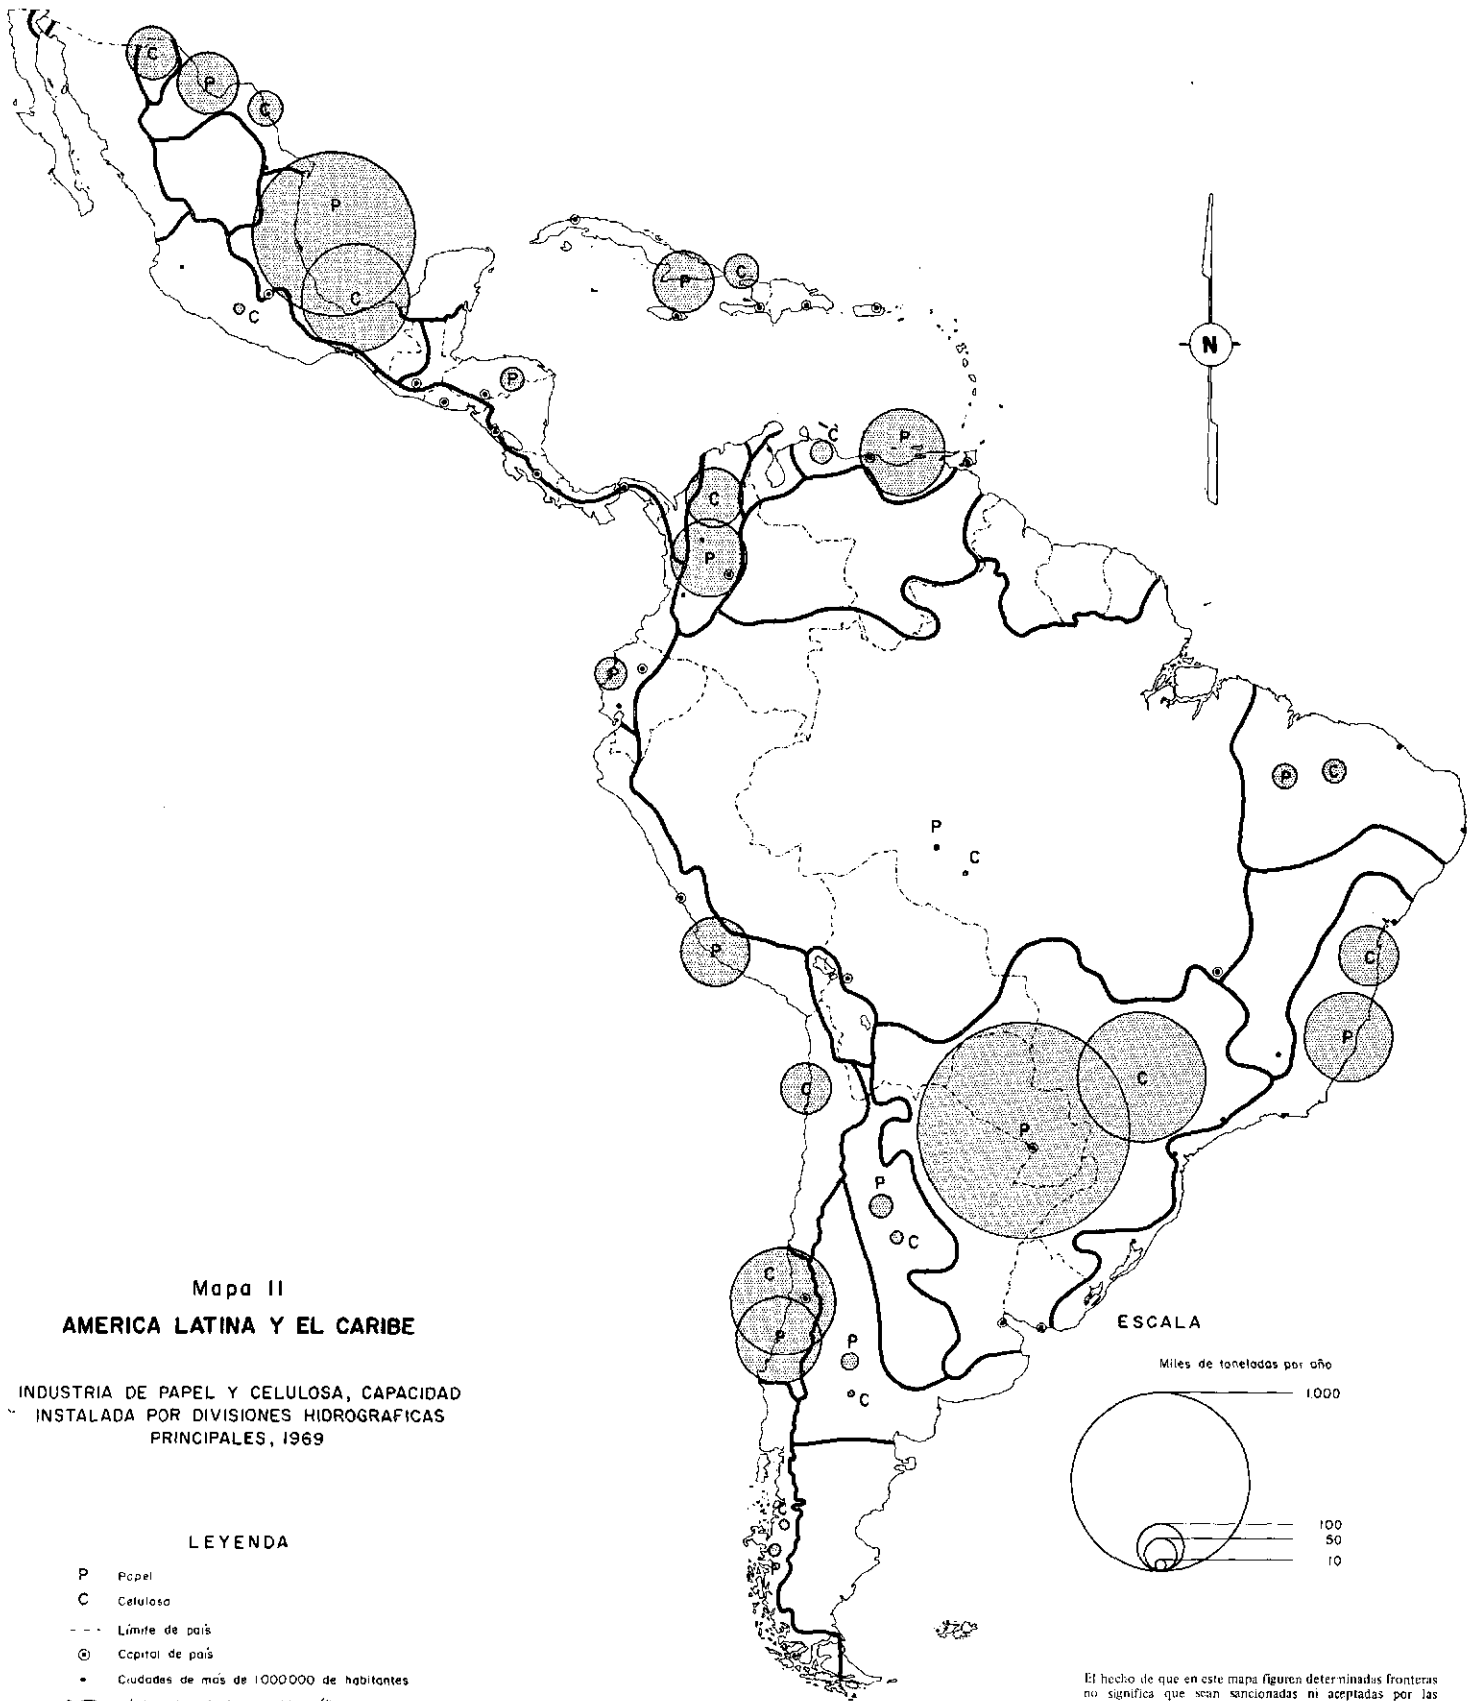 C
P
C
P
C
C
P
C
P
C
P
C
P
P
N
P
C
P
C
P
C
P
C
P
C
P
C
C
P
P
C
P
C
P
Mapa II
AMERICA LATINA Y EL CARIBE
INDUSTRIA DE PAPEL Y CELULOSA, CAPACIDAD
INSTALADA POR DIVISIONES HIDROGRAFICAS
PRINCIPALES, 1969
LEYENDA
P Papel
C Celulosa
Límite de país
Capital de país
Ciudades de mas de 1000000 de habitantes
ESCALA
Miles de toneladas por año
1.000
100
50
10
El hecho de que en este mapa figuren determinadas fronteras
no significa que sean sancionadas ni aceptadas por las